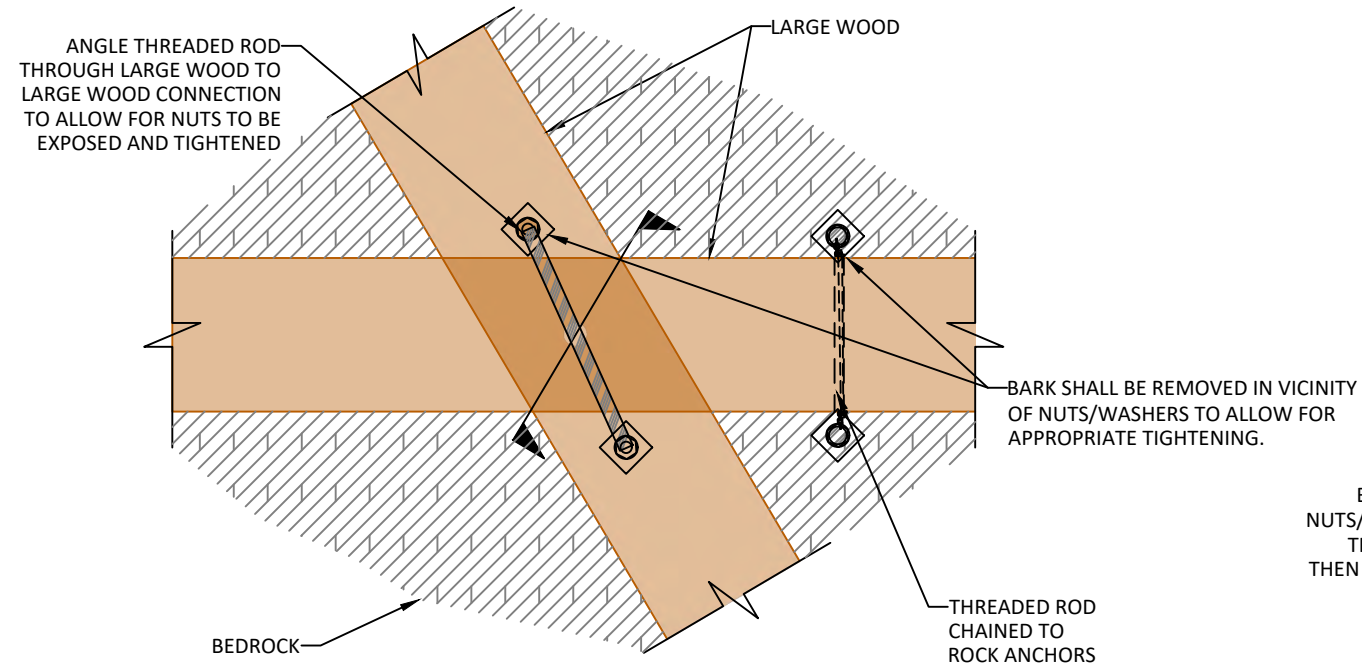 ANGLE THREADED ROD
THROUGH LARGE WOOD TO
LARGE WOOD CONNECTION
TO ALLOW FOR NUTS TO BE
EXPOSED AND TIGHTENED
LARGE WOOD
BARK SHALL BE REMOVED IN VICINITY
OF NUTS/WASHERS TO ALLOW FOR
APPROPRIATE TIGHTENING.
NUTS/
THEN
THREADED ROD
CHAINED TO
ROCK ANCHORS
BEDROCK